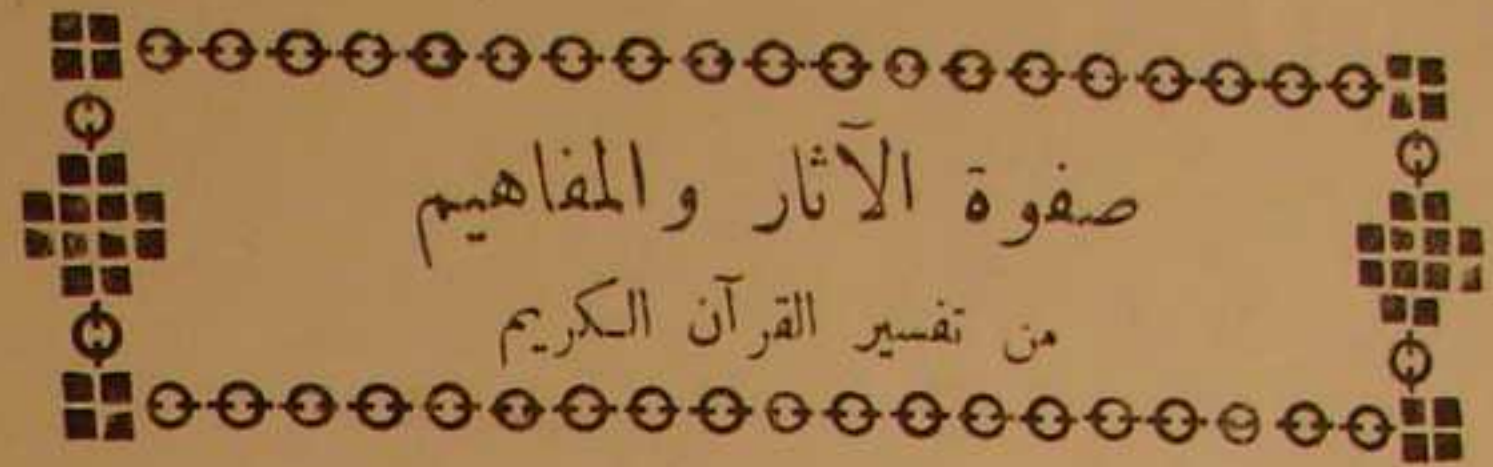 صفوة الآثار والمفاهيم
من تفسير القرآن الكريم